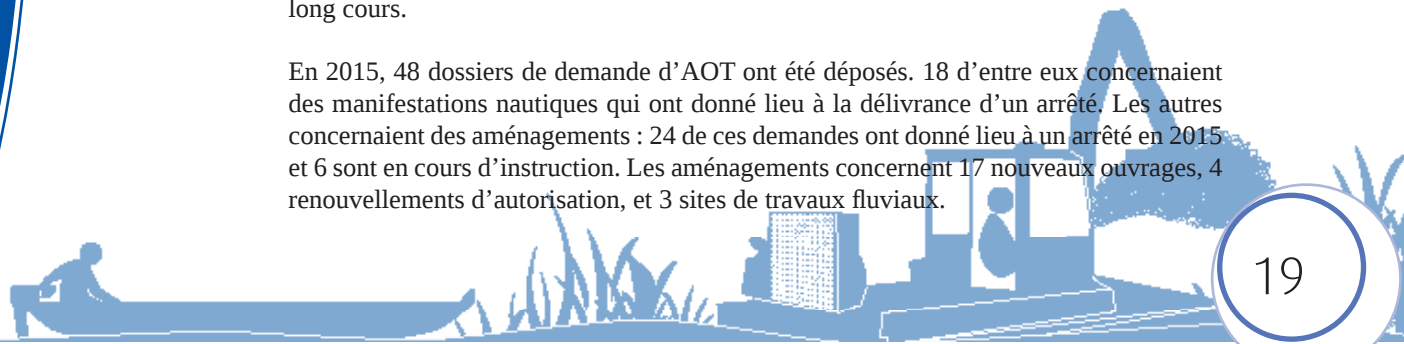 long cours.
En 2015, 48 dossiers de demande d’AOT ont été déposés. 18 d’entre eux concernaient
des manifestations nautiques qui ont donné lieu à la délivrance d’un arrêté. Les autres
concernaient des aménagements : 24 de ces demandes ont donné lieu à un arrêté en 2015
et 6 sont en cours d’instruction. Les aménagements concernent 17 nouveaux ouvrages, 4
renouvellements d’autorisation, et 3 sites de travaux fluviaux.
19